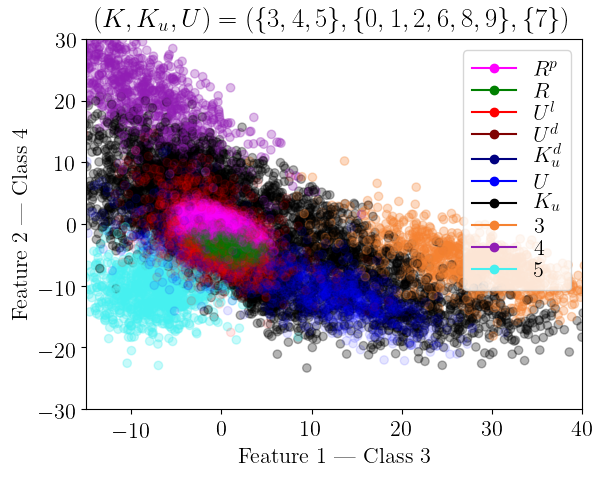 (K, K_u, U) = ({3, 4, 5}, {0, 1, 2, 6, 8, 9}, {7})
30
20
10
0
−10
−20
−30
Feature 2 — Class 4
R^p
R
U^l
U^d
K_u^d
U
K_u
3
4
5
−10
0
10
20
30
40
Feature 1 — Class 3